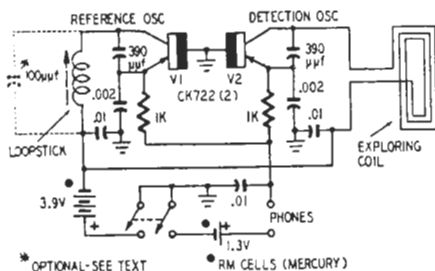 REFERENCE OSC
DETECTION OSC
390
μμf
390
μμf
V1
V2
100μμf
*
CK722 (2)
.002
.002
1K
1K
.01
.01
LOOPSTICK
EXPLORING
COIL
3.9V
+
.01
PHONES
+
1.3V
* OPTIONAL-SEE TEXT
• RM CELLS (MERCURY)